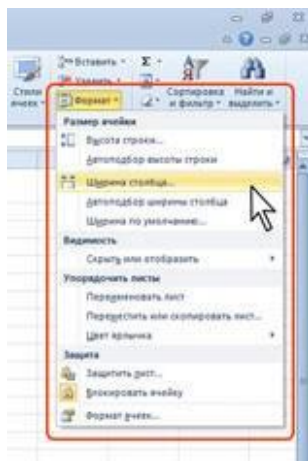 Стили
ячеек
Вставить
Удалить
Формат
Σ
Сортировка
и фильтр
Найти и
выделить
Размер ячейки
Высота строки...
Автоподбор высоты строки
Ширина столбца...
Автоподбор ширины столбца
Ширина по умолчанию...
Видимость
Скрыть или отобразить
Упорядочить листы
Переименовать лист
Переместить или скопировать лист...
Цвет ярлычка
Защита
Защитить лист...
Блокировать ячейку
Формат ячеек...